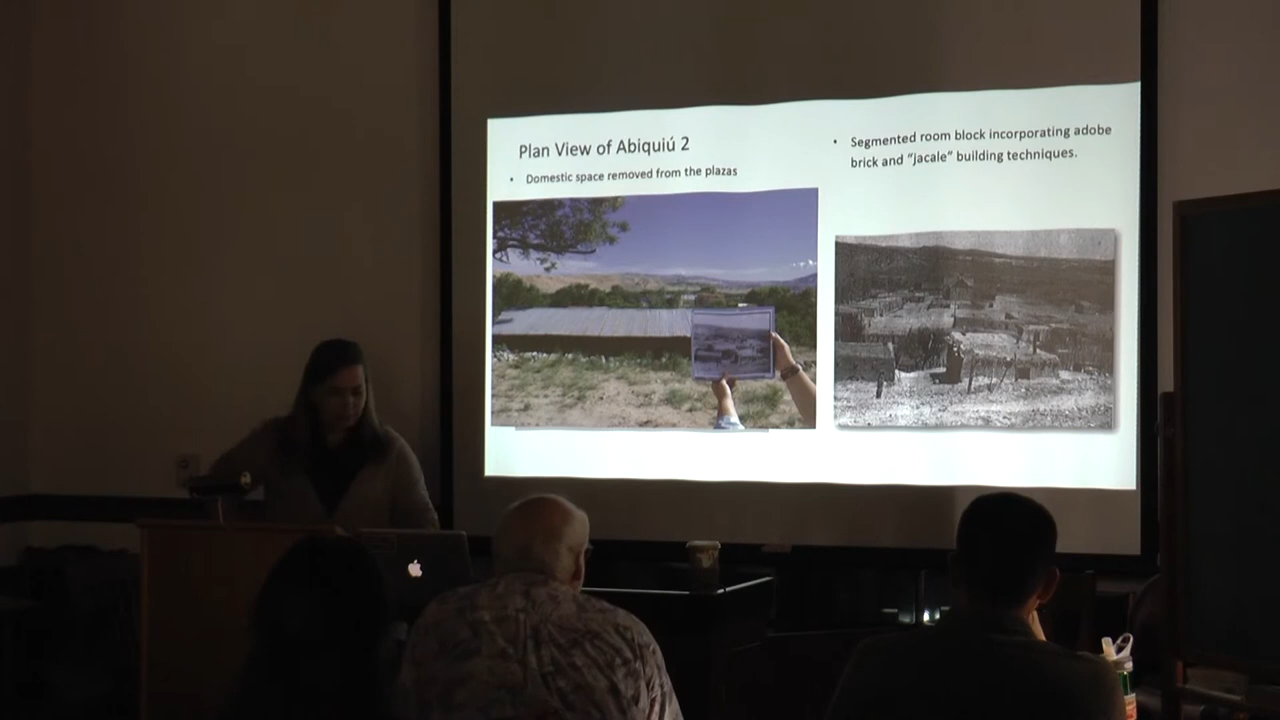 Plan View of Abiquiú 2
• Domestic space removed from the plazas
• Segmented room block incorporating adobe
brick and “jacale” building techniques.